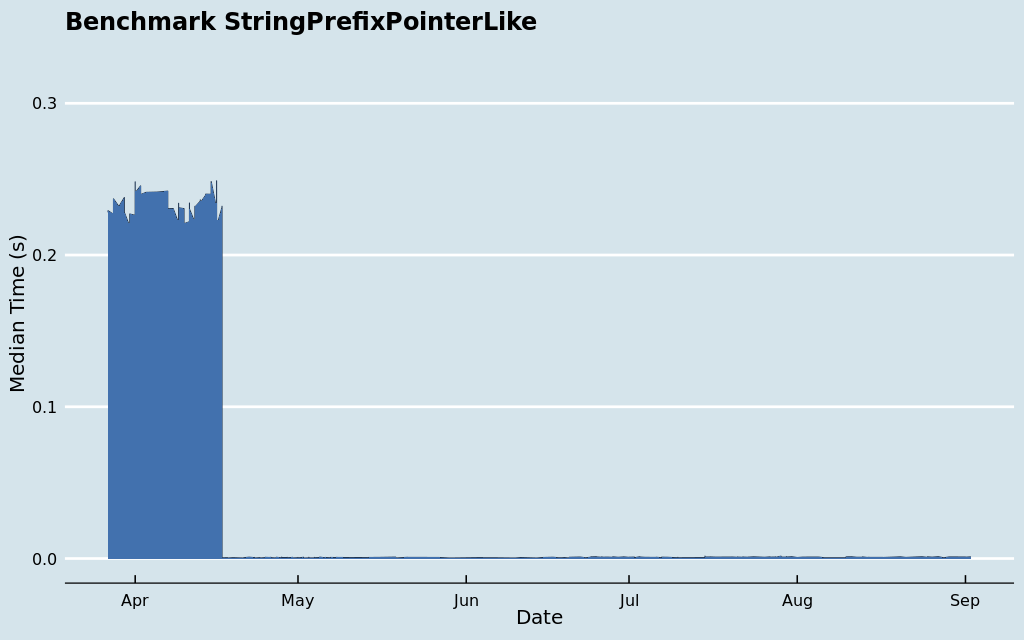 Benchmark StringPrefixPointerLike
Median Time (s)
0.3
0.2
0.1
0.0
Apr May Jun Jul Aug Sep
Date